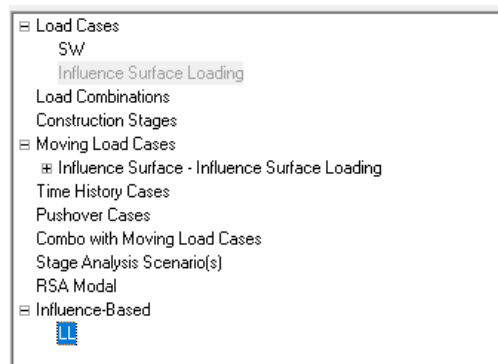 Load Cases
SW
Influence Surface Loading
Load Combinations
Construction Stages
Moving Load Cases
Influence Surface - Influence Surface Loading
Time History Cases
Pushover Cases
Combo with Moving Load Cases
Stage Analysis Scenario(s)
RSA Modal
Influence-Based
LL